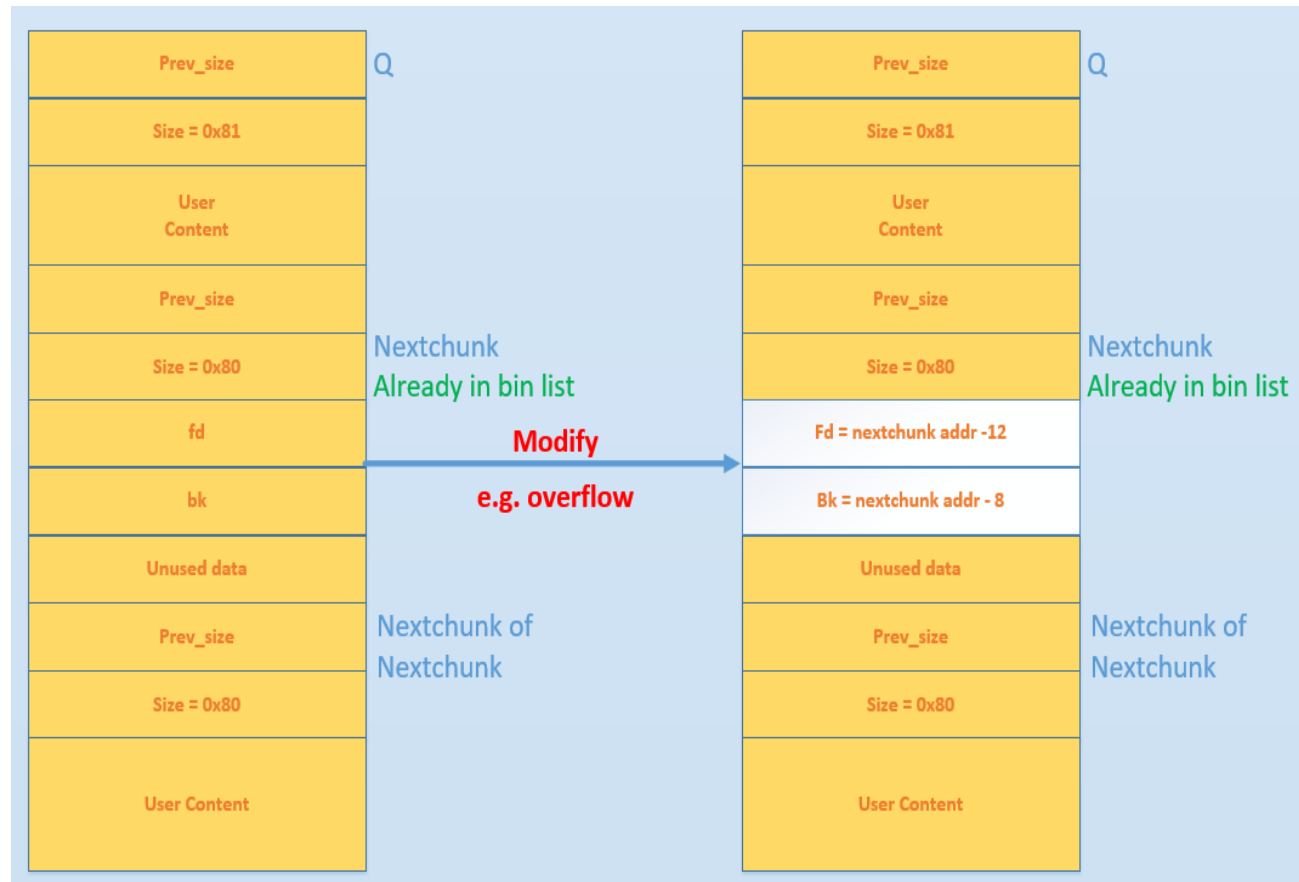 Prev_size
Q
Size = 0x81
User
Content
Prev_size
Size = 0x80
Nextchunk
Already in bin list
fd
bk
Unused data
Prev_size
Nextchunk of
Nextchunk
Size = 0x80
User Content
Modify
e.g. overflow
Prev_size
Q
Size = 0x81
User
Content
Prev_size
Size = 0x80
Nextchunk
Already in bin list
Fd = nextchunk addr -12
Bk = nextchunk addr - 8
Unused data
Prev_size
Nextchunk of
Nextchunk
Size = 0x80
User Content